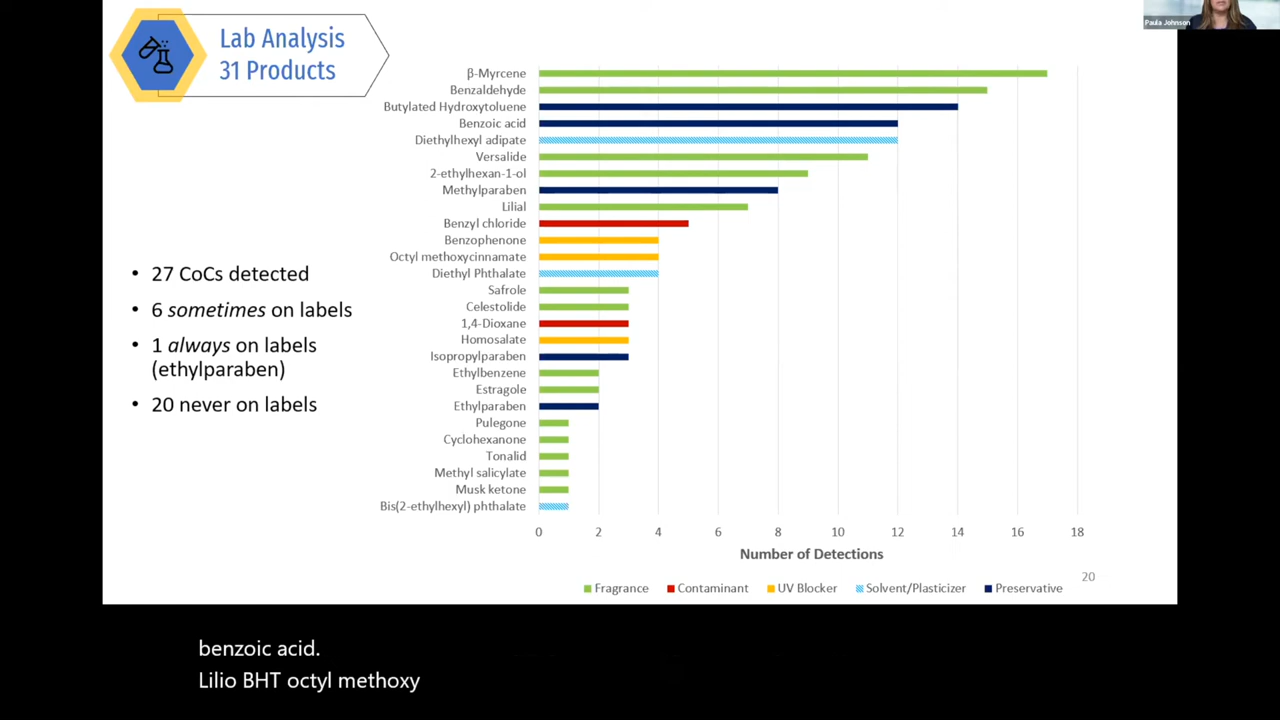 Paula Johnson
Lab Analysis
31 Products
• 27 CoCs detected
• 6 sometimes on labels
• 1 always on labels
(ethylparaben)
• 20 never on labels
β-Myrcene
Benzaldehyde
Butylated Hydroxytoluene
Benzoic acid
Diethylhexyl adipate
Versalide
2-ethylhexan-1-ol
Methylparaben
Lilial
Benzyl chloride
Benzophenone
Octyl methoxycinnamate
Diethyl Phthalate
Safrole
Celestolide
1,4-Dioxane
Homosalate
Isopropylparaben
Ethylbenzene
Estragole
Ethylparaben
Pulegone
Cyclohexanone
Tonalid
Methyl salicylate
Musk ketone
Bis(2-ethylhexyl) phthalate
0 2 4 6 8 10 12 14 16 18
Number of Detections
20
Fragrance Contaminant UV Blocker Solvent/Plasticizer Preservative
benzoic acid.
Lilio BHT octyl methoxy